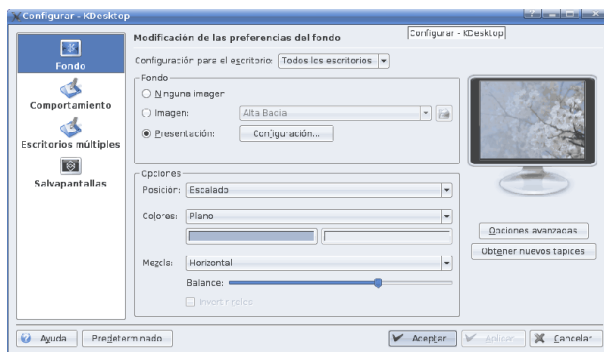 Configurar - KDesktop
Configurar - KDesktop
Fondo
Comportamiento
Escritorios múltiples
Salvapantallas
Modificación de las preferencias del fondo
Configuración para el escritorio: Todos los escritorios
Fondo
Ninguna imagen
Imagen: Alta Bacia
Presentación: Configuración...
Opciones
Posición: Escalado
Colores: Plano
Mezcla: Horizontal
Balance:
Invertir roles
Opciones avanzadas
Obtener nuevos tapices
Ayuda
Predeterminado
Aceptar
Aplicar
Cancelar